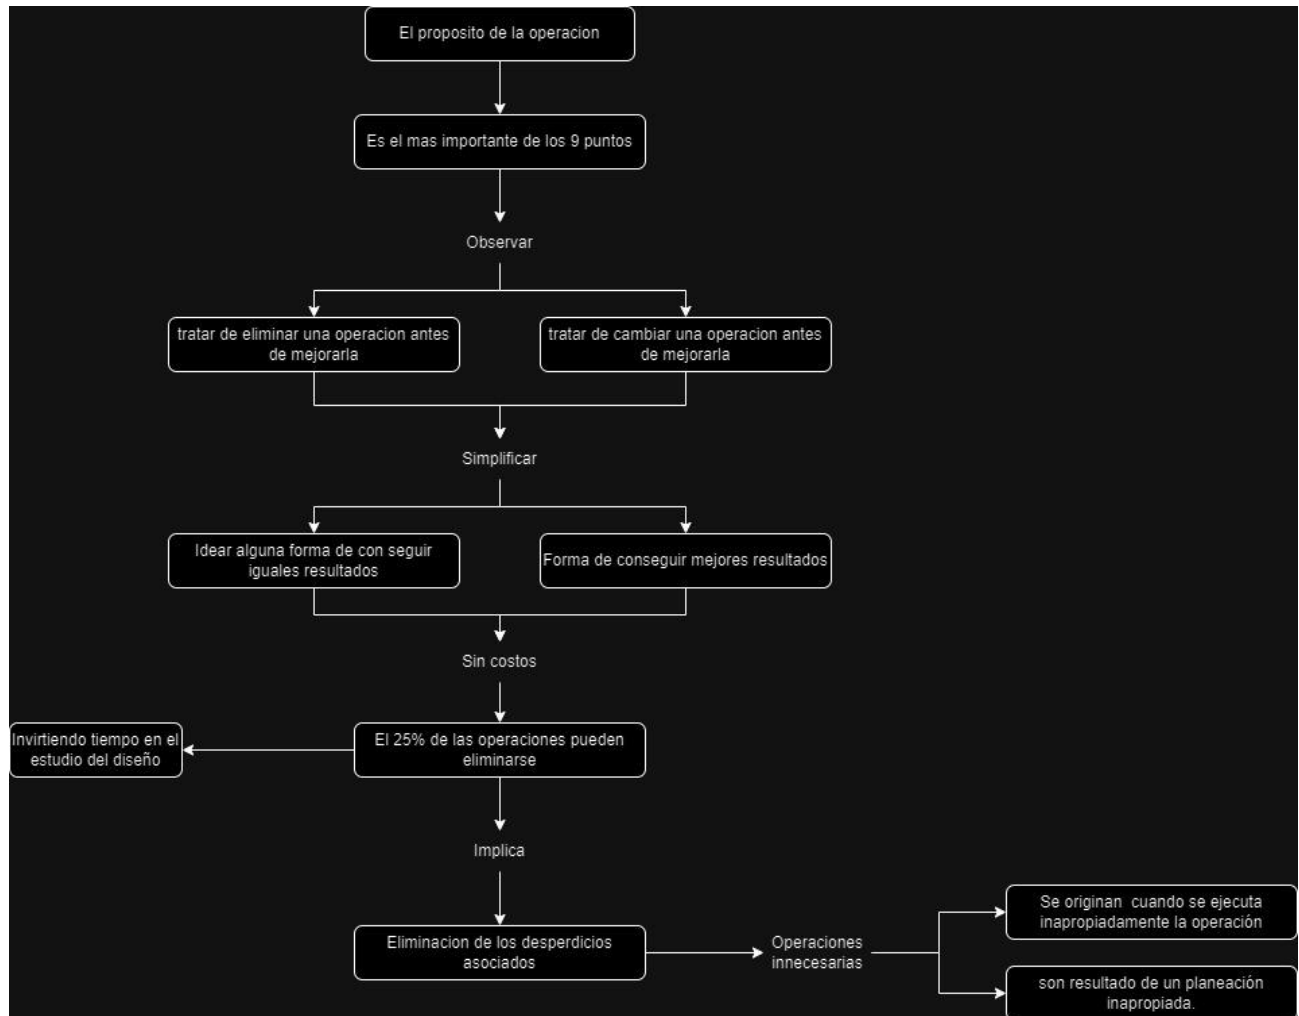 El proposito de la operacion
Es el mas importante de los 9 puntos
Observar
tratar de eliminar una operacion antes
de mejorarla
tratar de cambiar una operacion antes
de mejorarla
Simplificar
Idear alguna forma de con seguir
iguales resultados
Forma de conseguir mejores resultados
Sin costos
Invirtiendo tiempo en el
estudio del diseño
El 25% de las operaciones pueden
eliminarse
Implica
Eliminacion de los desperdicios
asociados
Operaciones
innecesarias
Se originan cuando se ejecuta
inapropiadamente la operación
son resultado de un planeación
inapropiada.